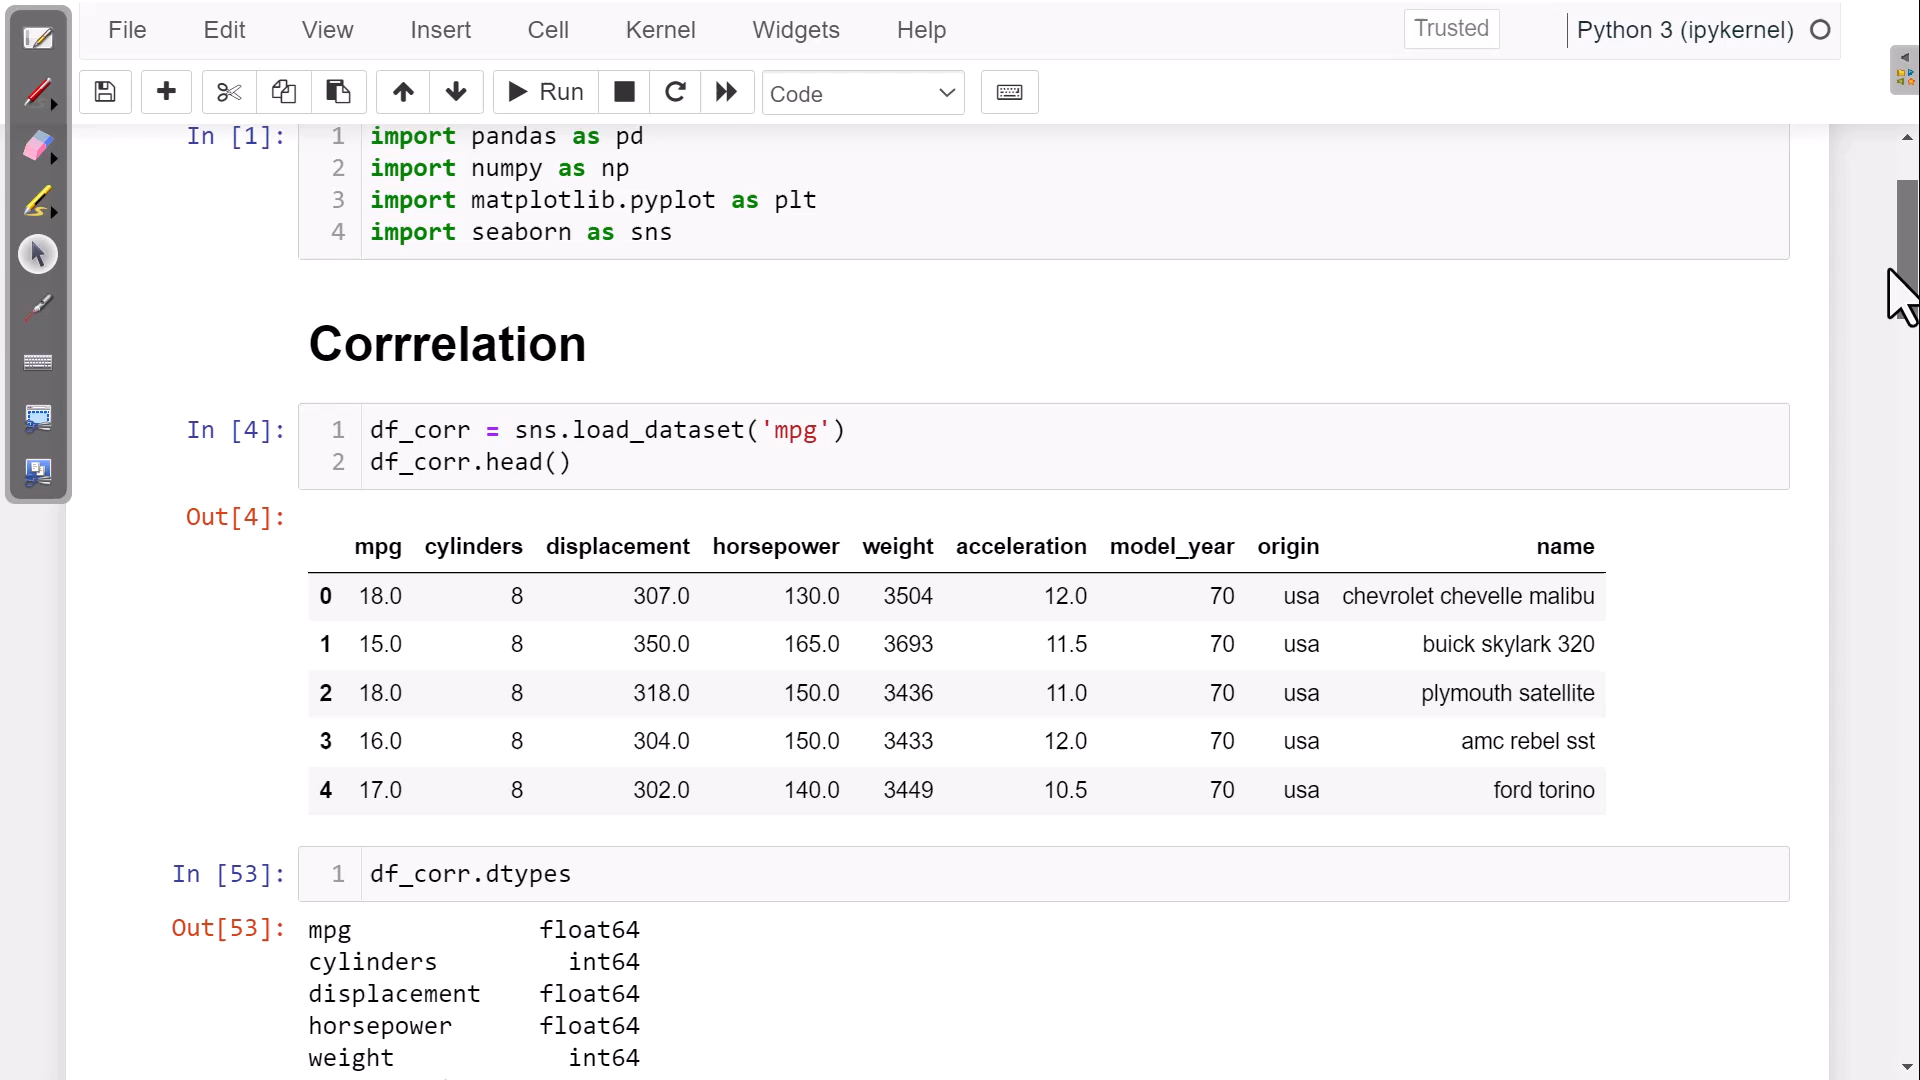 File Edit View Insert Cell Kernel Widgets Help Trusted Python 3 (ipykernel)
Run Code
In [1]:
1 import pandas as pd
2 import numpy as np
3 import matplotlib.pyplot as plt
4 import seaborn as sns
Corrrelation
In [4]:
1 df_corr = sns.load_dataset('mpg')
2 df_corr.head()
Out[4]:
mpg cylinders displacement horsepower weight acceleration model_year origin name
0 18.0 8 307.0 130.0 3504 12.0 70 usa chevrolet chevelle malibu
1 15.0 8 350.0 165.0 3693 11.5 70 usa buick skylark 320
2 18.0 8 318.0 150.0 3436 11.0 70 usa plymouth satellite
3 16.0 8 304.0 150.0 3433 12.0 70 usa amc rebel sst
4 17.0 8 302.0 140.0 3449 10.5 70 usa ford torino
In [53]:
1 df_corr.dtypes
Out[53]:
mpg float64
cylinders int64
displacement float64
horsepower float64
weight int64